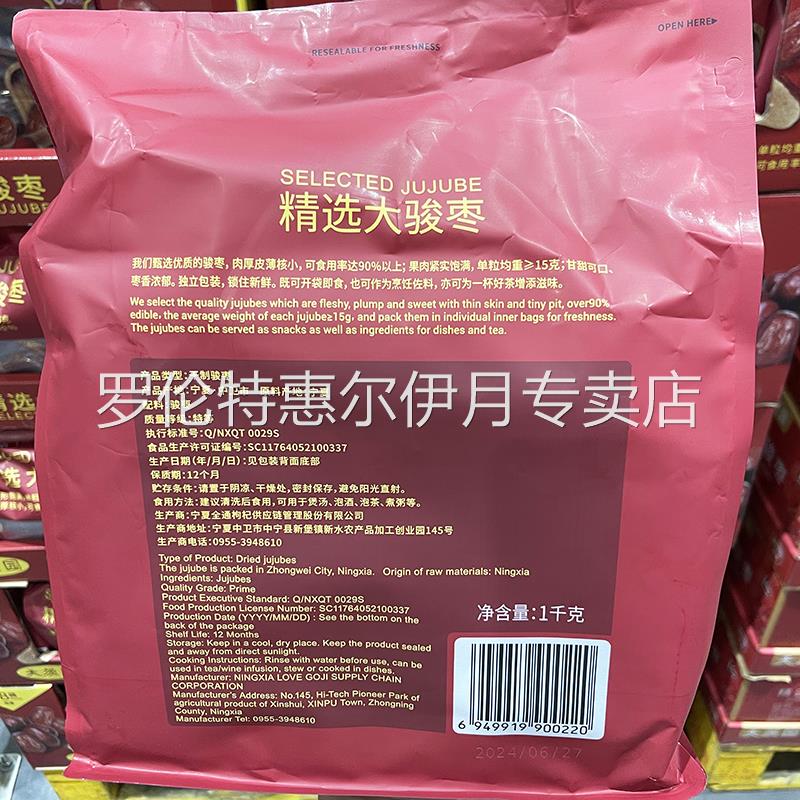 RESEALABLE FOR FRESHNESS
OPEN HERE
SELECTED JUJUBE
精选大骏枣
我们甄选优质的骏枣，肉厚皮薄核小，可食用率达90%以上；果肉紧实饱满，单粒均重≥15克；甘甜可口、
枣香浓郁。独立包装，锁住新鲜。既可开袋即食，也可作为烹饪佐料，亦可为一杯好茶增添滋味。
We select the quality jujubes which are fleshy, plump and sweet with thin skin and tiny pit, over90%
edible, the average weight of each jujube≥15g, and pack them in individual inner bags for freshness.
The jujubes can be served as snacks as well as ingredients for dishes and tea.
产品类型：干制骏枣
罗伦特惠尔伊月专卖店
配料：骏枣
质量等级：特等
执行标准号：Q/NXQT 0029S
食品生产许可证编号：SC11764052100337
生产日期（年/月/日）：见包装背面底部
保质期：12个月
贮存条件：请置于阴凉、干燥处，密封保存，避免阳光直射。
食用方法：建议清洗后食用，可用于煲汤、泡酒、泡茶、煮粥等。
生产商：宁夏全通枸杞供应链管理股份有限公司
生产商地址：宁夏中卫市中宁县新堡镇新水农产品加工创业园145号
生产商电话：0955-3948610
Type of Product: Dried jujubes
The jujube is packed in Zhongwei City, Ningxia. Origin of raw materials: Ningxia
Ingredients: Jujubes
Quality Grade: Prime
Product Executive Standard: Q/NXQT 0029S
Food Production License Number: SC11764052100337
Production Date (YYYY/MM/DD) : See the bottom on
the back of the package
Shelf Life: 12 Months
Storage: Keep in a cool, dry place. Keep the product sealed
and away from direct sunlight.
Cooking Instructions: Rinse with water before use, can be
used in tea/wine infusion, stew or cooked in dishes.
Manufacturer: NINGXIA LOVE GOJI SUPPLY CHAIN
CORPORATION
Manufacturer's Address: No.145, Hi-Tech Pioneer Park of
agricultural product of Xinshui, XINPU Town, Zhongning
County, Ningxia
Manufacturer Tel: 0955-3948610
净含量：1千克
6 949919 900220
2024/06/27